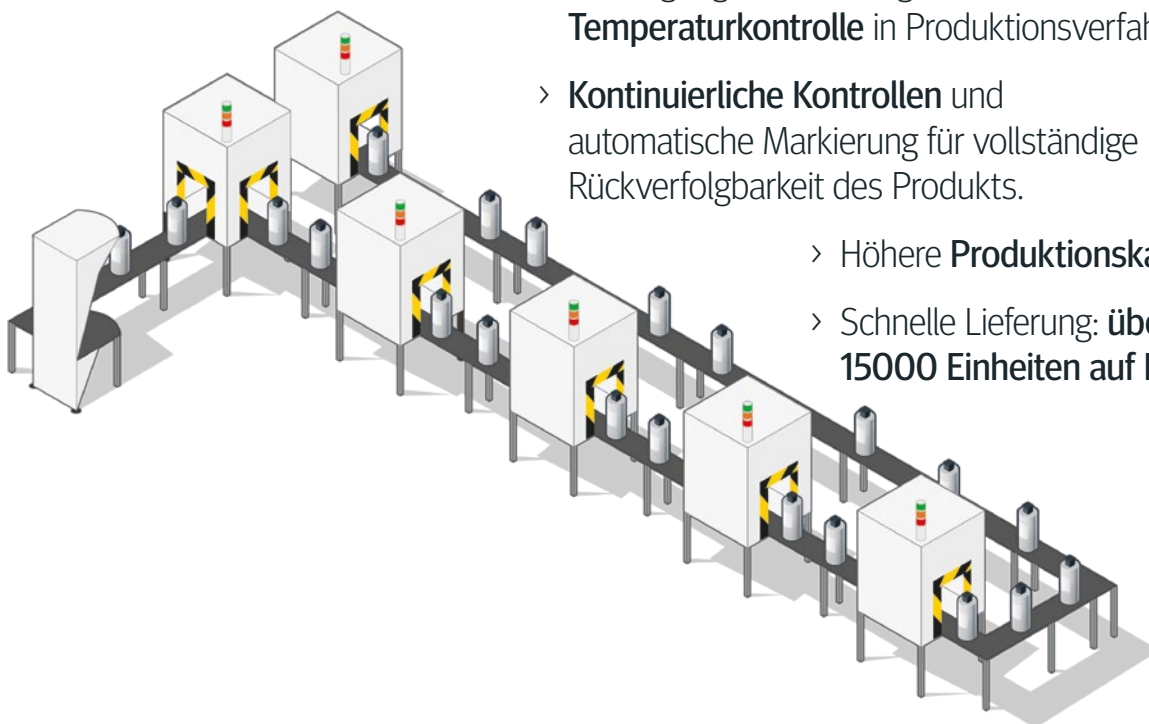 Temperaturkontrolle in Produktionsverfah
› Kontinuierliche Kontrollen und
automatische Markierung für vollständige
Rückverfolgbarkeit des Produkts.
› Höhere Produktionska
› Schnelle Lieferung: üb
15000 Einheiten auf